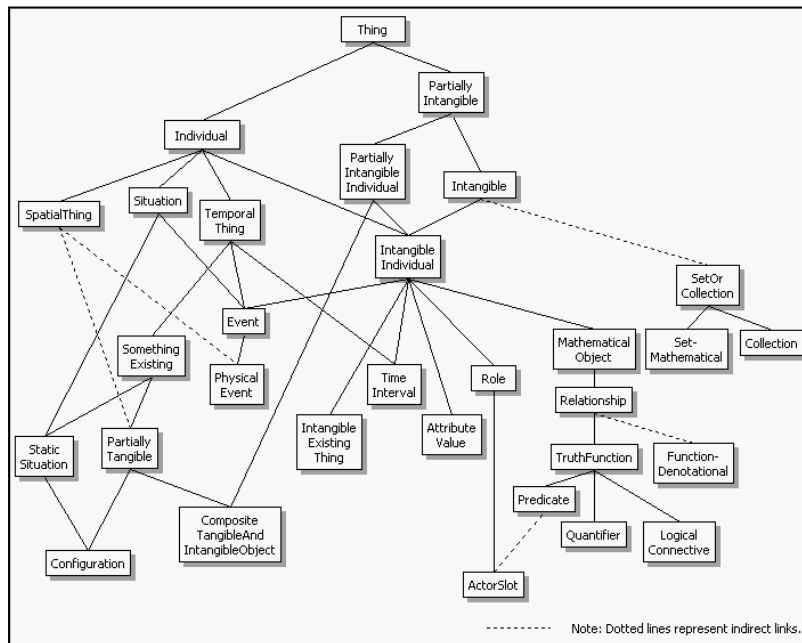 Thing
Partially
Intangible
Individual
Partially
Intangible
Individual
Intangible
SpatialThing
Situation
Temporal
Thing
Intangible
Individual
SetOr
Collection
Event
Something
Existing
Physical
Event
Time
Interval
Role
Mathematical
Object
Set-
Mathematical
Collection
Relationship
Static
Situation
Partially
Tangible
Intangible
Existing
Thing
Attribute
Value
TruthFunction
Function-
Denotational
Predicate
Composite
TangibleAnd
IntangibleObject
Quantifier
Logical
Connective
Configuration
ActorSlot
Note: Dotted lines represent indirect links.